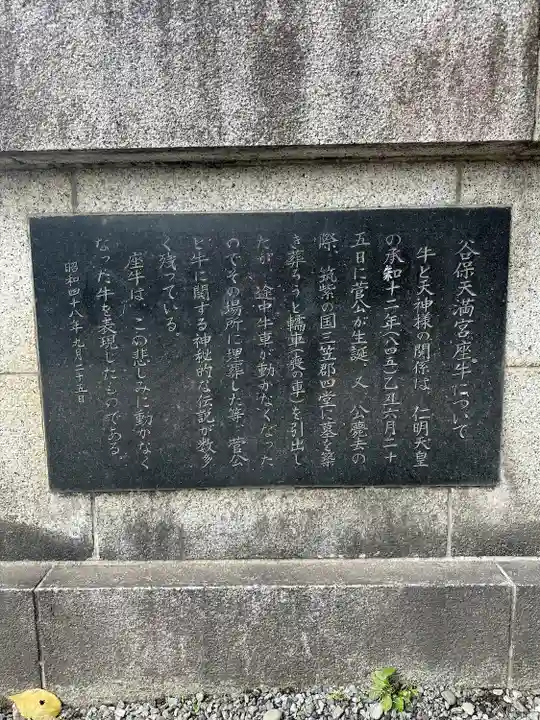 谷保天満宮座牛について
牛と天神様の関係は、仁明天皇
の承和十二年(八四五)乙丑六月二十
五日に菅公が生誕、又、公薨去の
際、筑紫の国三笠郡四堂に墓を築
き葬ろうと轜車(喪の車)を引出し
たが、途中牛車が動かなくなった
のでその場所に埋葬した等、菅公
と牛に関する神秘的な伝説が数多
く残っている。
座牛は、この悲しみに動かなく
なった牛を表現したものである。
昭和四十八年九月二十五日